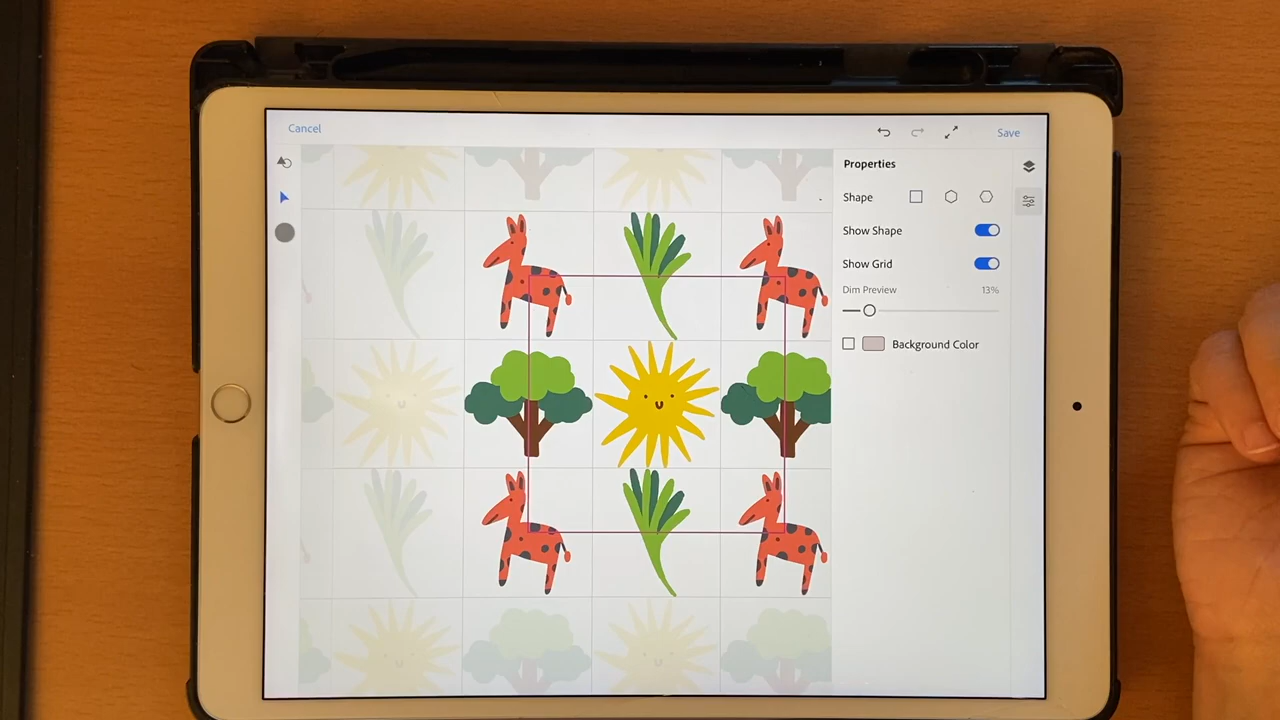 Cancel
Save
Properties
Shape
Show Shape
Show Grid
Dim Preview 13%
Background Color